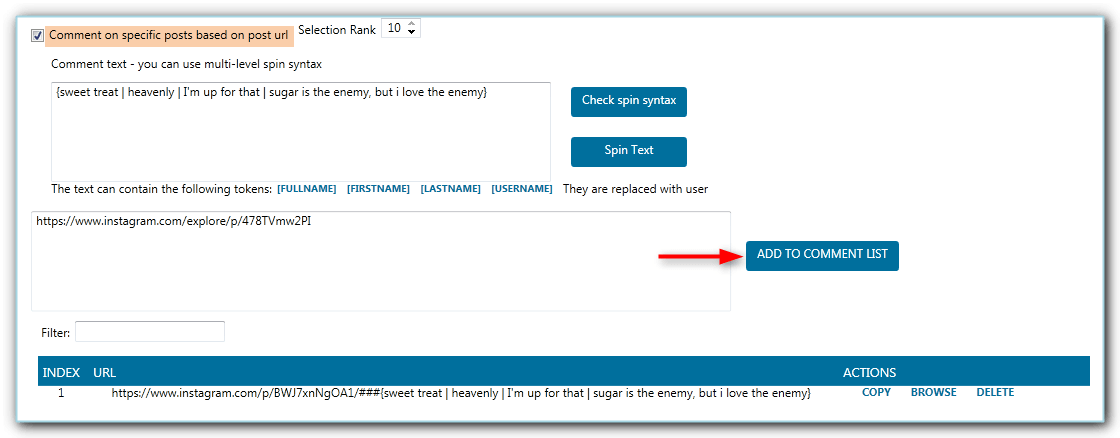 Comment on specific posts based on post url Selection Rank 10
Comment text - you can use multi-level spin syntax
{sweet treat | heavenly | I'm up for that | sugar is the enemy, but i love the enemy}
Check spin syntax
Spin Text
The text can contain the following tokens: [FULLNAME] [FIRSTNAME] [LASTNAME] [USERNAME] They are replaced with user
https://www.instagram.com/explore/p/478TVmw2PI
ADD TO COMMENT LIST
Filter:
INDEX URL ACTIONS
1 https://www.instagram.com/p/BWJ7xnNgOA1/###{sweet treat | heavenly | I'm up for that | sugar is the enemy, but i love the enemy} COPY BROWSE DELETE